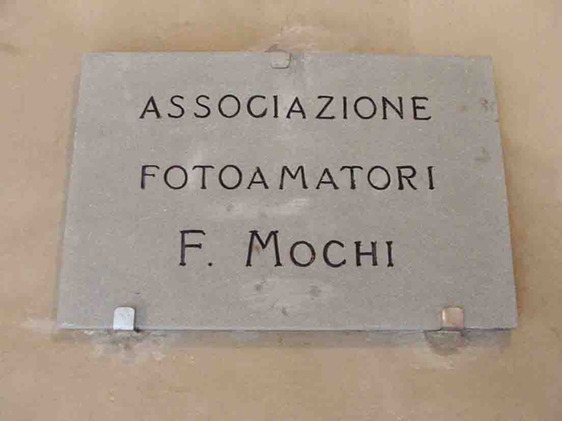 ASSOCIAZIONE
FOTOAMATORI
F. MOCHI